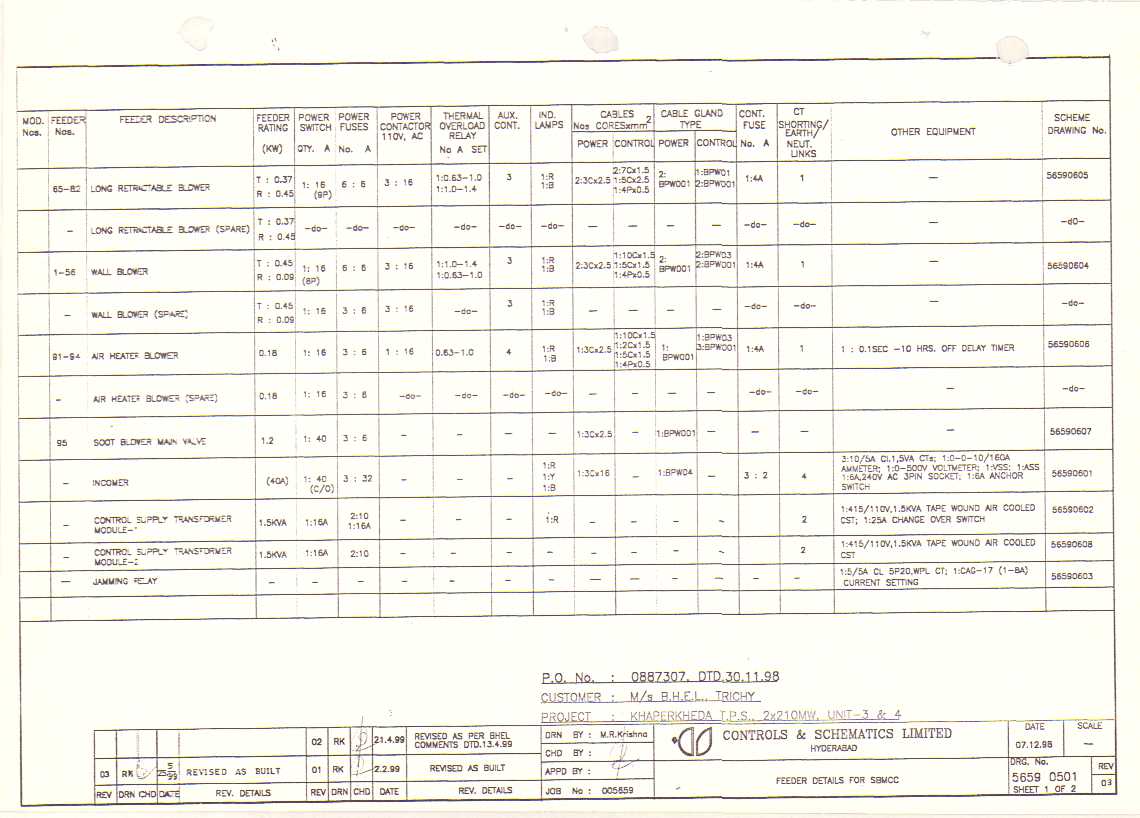 MOD. Nos. FEEDER Nos. FEEDER DESCRIPTION FEEDER RATING (KW) POWER SWITCH QTY. A POWER FUSES No. A POWER CONTACTOR 110V, AC THERMAL OVERLOAD RELAY No A SET AUX. CONT. IND. LAMPS CABLES Nos CORESxmm2 POWER CONTROL CABLE GLAND TYPE POWER CONTROL CONT. FUSE No. A CT SHORTING/ EARTH/ NEUT. LINKS OTHER EQUIPMENT SCHEME DRAWING No.
65-82 LONG RETRACTABLE BLOWER T : 0.37 R : 0.45 1: 16 (9P) 6 : 6 3 : 16 1:0.63-1.0 1:1.0-1.4 3 1:R 1:B 2:3Cx2.5 2:7Cx1.5 1:5Cx2.5 1:4Px0.5 2: BPW001 1:BPW01 2:BPW001 1:4A 1 — 56590605
- LONG RETRACTABLE BLOWER (SPARE) T : 0.37 R : 0.45 -do- -do- -do- -do- -do- -do- — — — — -do- -do- — -dO-
1-56 WALL BLOWER T : 0.45 R : 0.09 1: 16 (8P) 6 : 6 3 : 16 1:1.0-1.4 1:0.63-1.0 3 1:R 1:B 2:3Cx2.5 1:10Cx1.5 1:5Cx1.5 1:4Px0.5 2: BPW001 2:BPW03 2:BPW001 1:4A 1 — 56590604
- WALL BLOWER (SPARE) T : 0.45 R : 0.09 1: 16 3 : 6 3 : 16 -do- 3 1:R 1:B — — — — -do- -do- — -do-
91-94 AIR HEATER BLOWER 0.18 1: 16 3 : 6 1 : 16 0.63-1.0 4 1:R 1:B 1:3Cx2.5 1:10Cx1.5 1:2Cx1.5 1:5Cx1.5 1:4Px0.5 1: BPW001 1:BPW03 3:BPW001 1:4A 1 1 : 0.1SEC -10 HRS. OFF DELAY TIMER 56590606
- AIR HEATER BLOWER (SPARE) 0.18 1: 16 3 : 6 -do- -do- -do- -do- — — — — -do- -do- — -do-
95 SOOT BLOWER MAIN VALVE 1.2 1: 40 3 : 6 — — — — 1:3Cx2.5 — 1:BPW001 — — — — 56590607
- INCOMER (40A) 1: 40 (C/O) 3 : 32 — — — 1:R 1:Y 1:B 1:3Cx16 — 1:BPW04 — 3 : 2 4 3:10/5A Cl.1,5VA CTs; 1:0-0-10/160A AMMETER; 1:0-500V VOLTMETER; 1:VSS; 1:ASS 1:6A,240V AC 3PIN SOCKET; 1:6A ANCHOR SWITCH 56590601
- CONTROL SUPPLY TRANSFORMER MODULE-1 1.5KVA 1:16A 2:10 1:16A — — — 1:R — — — — 2 1:415/110V,1.5KVA TAPE WOUND AIR COOLED CST; 1:25A CHANGE OVER SWITCH 56590602
- CONTROL SUPPLY TRANSFORMER MODULE-2 1.5KVA 1:16A 2:10 — — — — — — — — 2 1:415/110V,1.5KVA TAPE WOUND AIR COOLED CST 56590608
— JAMMING RELAY — — — — — — — — — — — — — 1:5/5A CL 5P20,WPL CT; 1:CAG-17 (1-8A) CURRENT SETTING 56590603
P.O. No. : 0887307, DTD.30.11.98
CUSTOMER : M/s B.H.E.L., TRICHY
PROJECT : KHAPERKHEDA T.P.S., 2x210MW, UNIT-3 & 4
03 RK 25/5/99 REVISED AS BUILT
REV DRN CHD DATE REV. DETAILS
02 RK 21.4.99 REVISED AS PER BHEL COMMENTS DTD.13.4.99
01 RK 2.2.99 REVISED AS BUILT
REV DRN CHD DATE REV. DETAILS
DRN BY : M.R.Krishna
CHD BY :
APPD BY :
JOB No : 005659
CONTROLS & SCHEMATICS LIMITED
HYDERABAD
FEEDER DETAILS FOR SBMCC
DATE 07.12.98
SCALE —
DRG. No. 5659 0501
SHEET 1 OF 2
REV 03